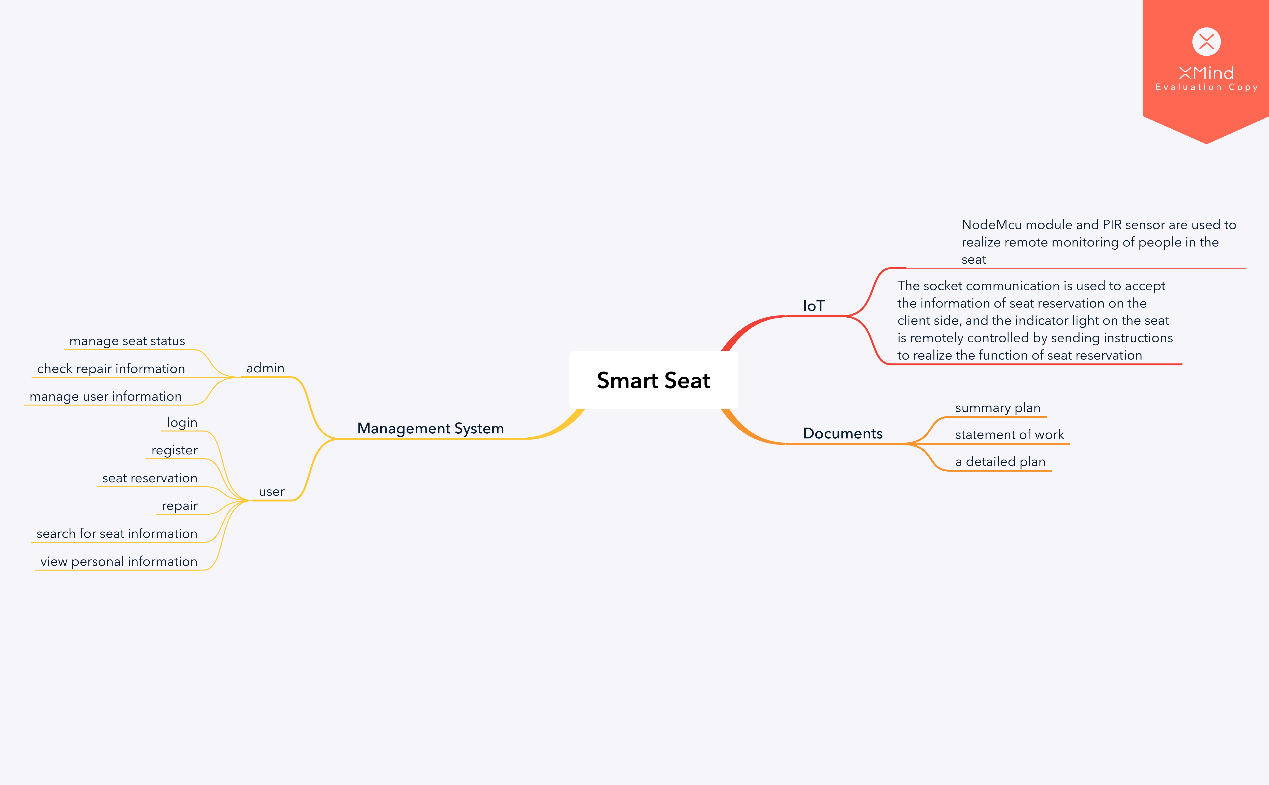 XMind
Evaluation Copy
Smart Seat
IoT
NodeMcu module and PIR sensor are used to
realize remote monitoring of people in the
seat
The socket communication is used to accept
the information of seat reservation on the
client side, and the indicator light on the seat
is remotely controlled by sending instructions
to realize the function of seat reservation
Documents
summary plan
statement of work
a detailed plan
Management System
admin
manage seat status
check repair information
manage user information
user
login
register
seat reservation
repair
search for seat information
view personal information